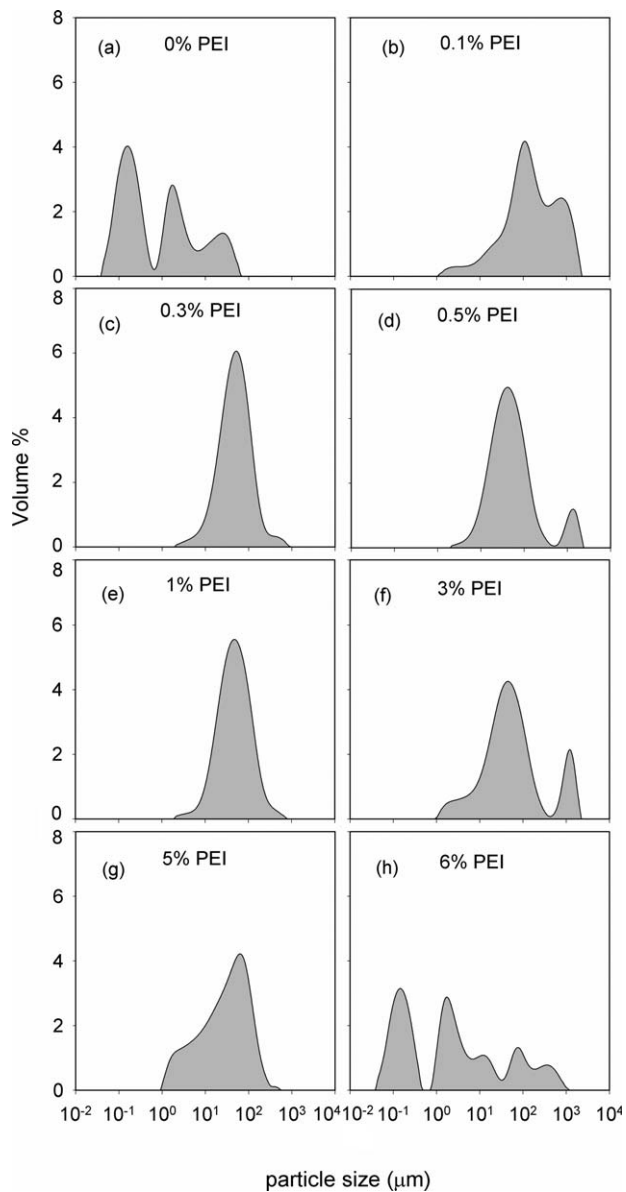 8
(a) 0% PEI
6
4
2
0
(b) 0.1% PEI
8
(c) 0.3% PEI
6
4
2
0
(d) 0.5% PEI
8
(e) 1% PEI
6
4
2
0
(f) 3% PEI
8
(g) 5% PEI
6
4
2
0
(h) 6% PEI
Volume %
10-2 10-1 100 101 102 103 104
10-2 10-1 100 101 102 103 104
particle size (μm)